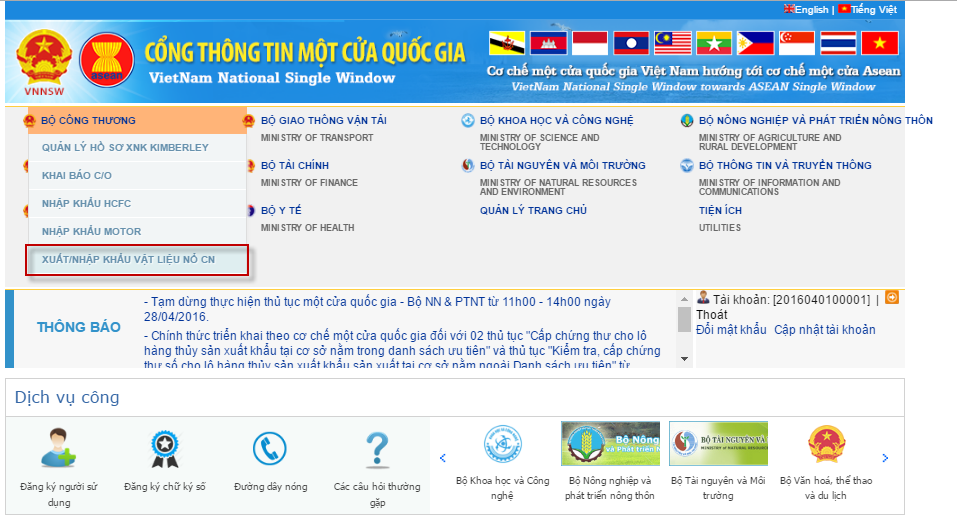 English | Tiếng Việt
CỔNG THÔNG TIN MỘT CỬA QUỐC GIA
VietNam National Single Window
VNNSW
asean
Cơ chế một cửa quốc gia Việt Nam hướng tới cơ chế một cửa Asean
VietNam National Single Window towards ASEAN Single Window
BỘ CÔNG THƯƠNG
QUẢN LÝ HỒ SƠ XNK KIMBERLEY
KHAI BÁO C/O
NHẬP KHẨU HCFC
NHẬP KHẨU MOTOR
XUẤT/NHẬP KHẨU VẬT LIỆU NỔ CN
BỘ GIAO THÔNG VẬN TẢI
MINISTRY OF TRANSPORT
BỘ KHOA HỌC VÀ CÔNG NGHỆ
MINISTRY OF SCIENCE AND
TECHNOLOGY
BỘ NÔNG NGHIỆP VÀ PHÁT TRIỂN NÔNG THÔN
MINISTRY OF AGRICULTURE AND
RURAL DEVELOPMENT
BỘ TÀI CHÍNH
MINISTRY OF FINANCE
BỘ TÀI NGUYÊN VÀ MÔI TRƯỜNG
MINISTRY OF NATURAL RESOURCES
AND ENVIRONMENT
BỘ THÔNG TIN VÀ TRUYỀN THÔNG
MINISTRY OF INFORMATION AND
COMMUNICATIONS
BỘ Y TẾ
MINISTRY OF HEALTH
QUẢN LÝ TRANG CHỦ
TIỆN ÍCH
UTILITIES
THÔNG BÁO
- Tạm dừng thực hiện thủ tục một cửa quốc gia - Bộ NN & PTNT từ 11h00 - 14h00 ngày
28/04/2016.
- Chính thức triển khai theo cơ chế một cửa quốc gia đối với 02 thủ tục "Cấp chứng thư cho lô
hàng thủy sản xuất khẩu tại cơ sở nằm trong danh sách ưu tiên" và thủ tục "Kiểm tra, cấp chứng
thư số cho lô hàng thủy sản xuất khẩu sản xuất tại cơ sở nằm ngoài Danh sách ưu tiên" từ
Tài khoản: [2016040100001] |
Thoát
Đổi mật khẩu Cập nhật tài khoản
Dịch vụ công
Đăng ký người sử
dụng
Đăng ký chữ ký số
Đường dây nóng
Các câu hỏi thường
gặp
Bộ Khoa học và Công
nghệ
Bộ Nông
và Phát triển
Bộ Nông nghiệp và
phát triển nông thôn
BỘ TÀI NGUYÊN VÀ
MINISTRY OF NATURAL RESOUR
Bộ Tài nguyên và Môi
trường
Bộ Văn hoá, thể thao
và du lịch